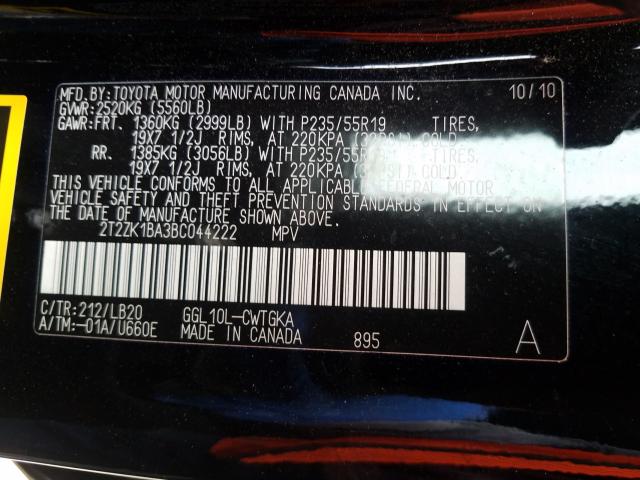 MFD.BY:TOYOTA MOTOR MANUFACTURING CANADA INC. 10/10
GVWR:2520KG (5560LB)
GAWR:FRT. 1360KG (2999LB) WITH P235/55R19 TIRES,
19X7 1/2J RIMS, AT 220KPA COLD
RR. 1385KG (3056LB) WITH TIRES,
19X7 1/2J RIMS, AT 220KPA COLD.
THIS VEHICLE CONFORMS TO ALL APPLICABLE FEDERAL MOTOR
VEHICLE SAFETY AND THEFT PREVENTION STANDARDS IN EFFECT ON
THE DATE OF MANUFACTURE SHOWN ABOVE.
2T2ZK1BA3BC044222 MPV
C/TR:212/LB20 GGL10L-CWTGKA
A/TM:-01A/U660E MADE IN CANADA 895 A